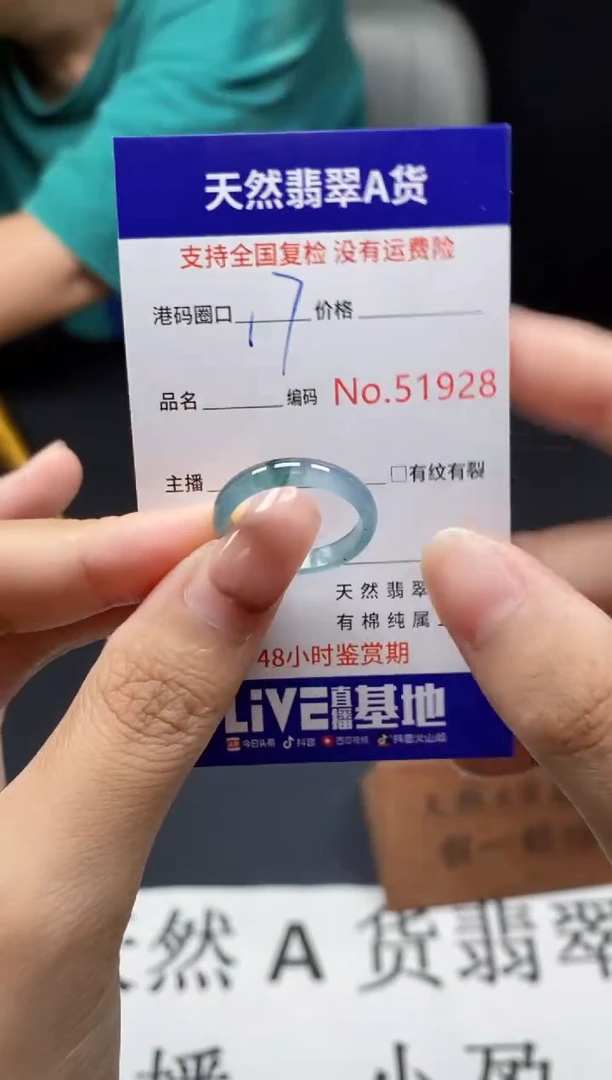 天然翡翠A货
支持全国复检 没有运费险
港码圈口 17 价格
品名 编码 No.51928
主播 □有纹有裂
天然翡翠
有棉纯属
48小时鉴赏期
LiVE直播基地
今日头条 抖音 西瓜视频 抖音火山版
然 A 货翡翠
播 小盈